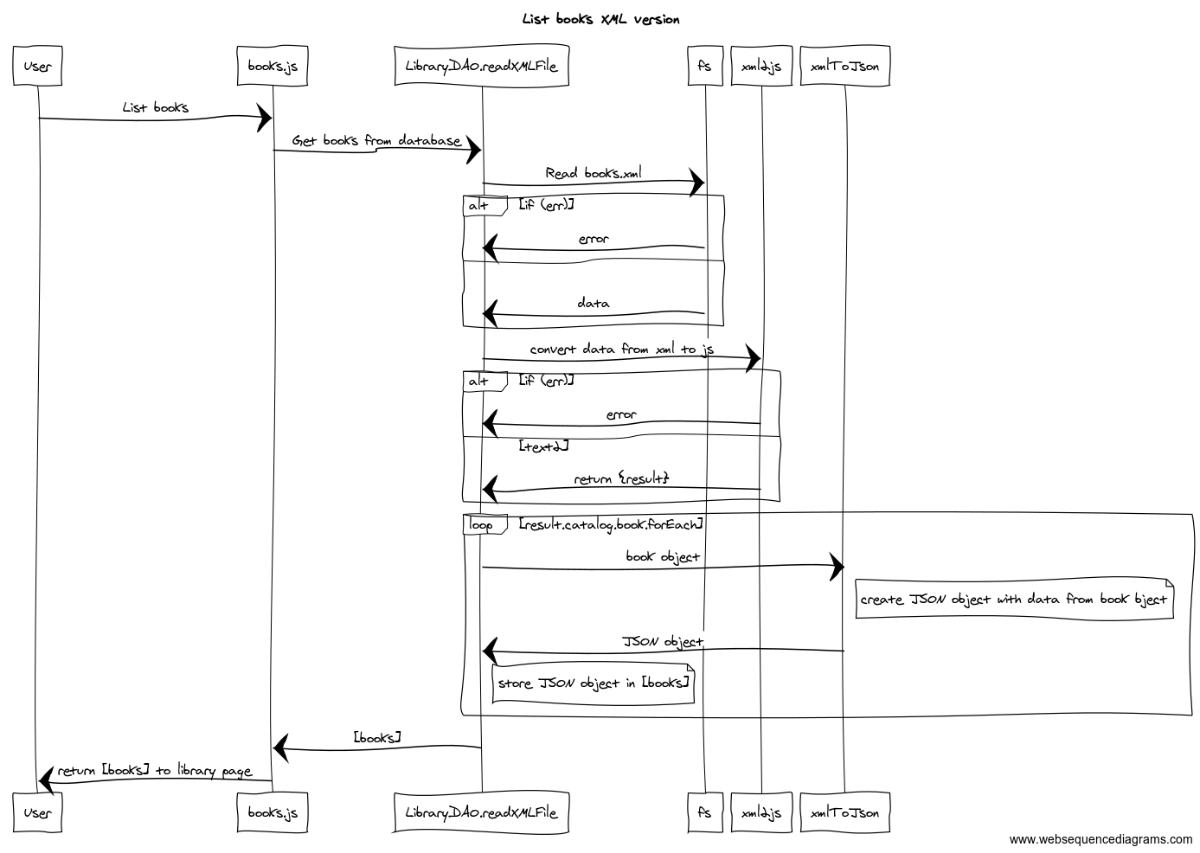 List books XML version
User
books.js
LibraryDAO.readXMLFile
fs
xml2js
xmlToJson
List books
Get books from database
Read books.xml
alt
[if (err)]
error
data
convert data from xml to js
alt
[if (err)]
error
[text2]
return {result}
loop
[result.catalog.book.forEach]
book object
create JSON object with data from book bject
JSON object
store JSON object in [books]
[books]
return [books] to library page
User
books.js
LibraryDAO.readXMLFile
fs
xml2js
xmlToJson
www.websequencediagrams.com